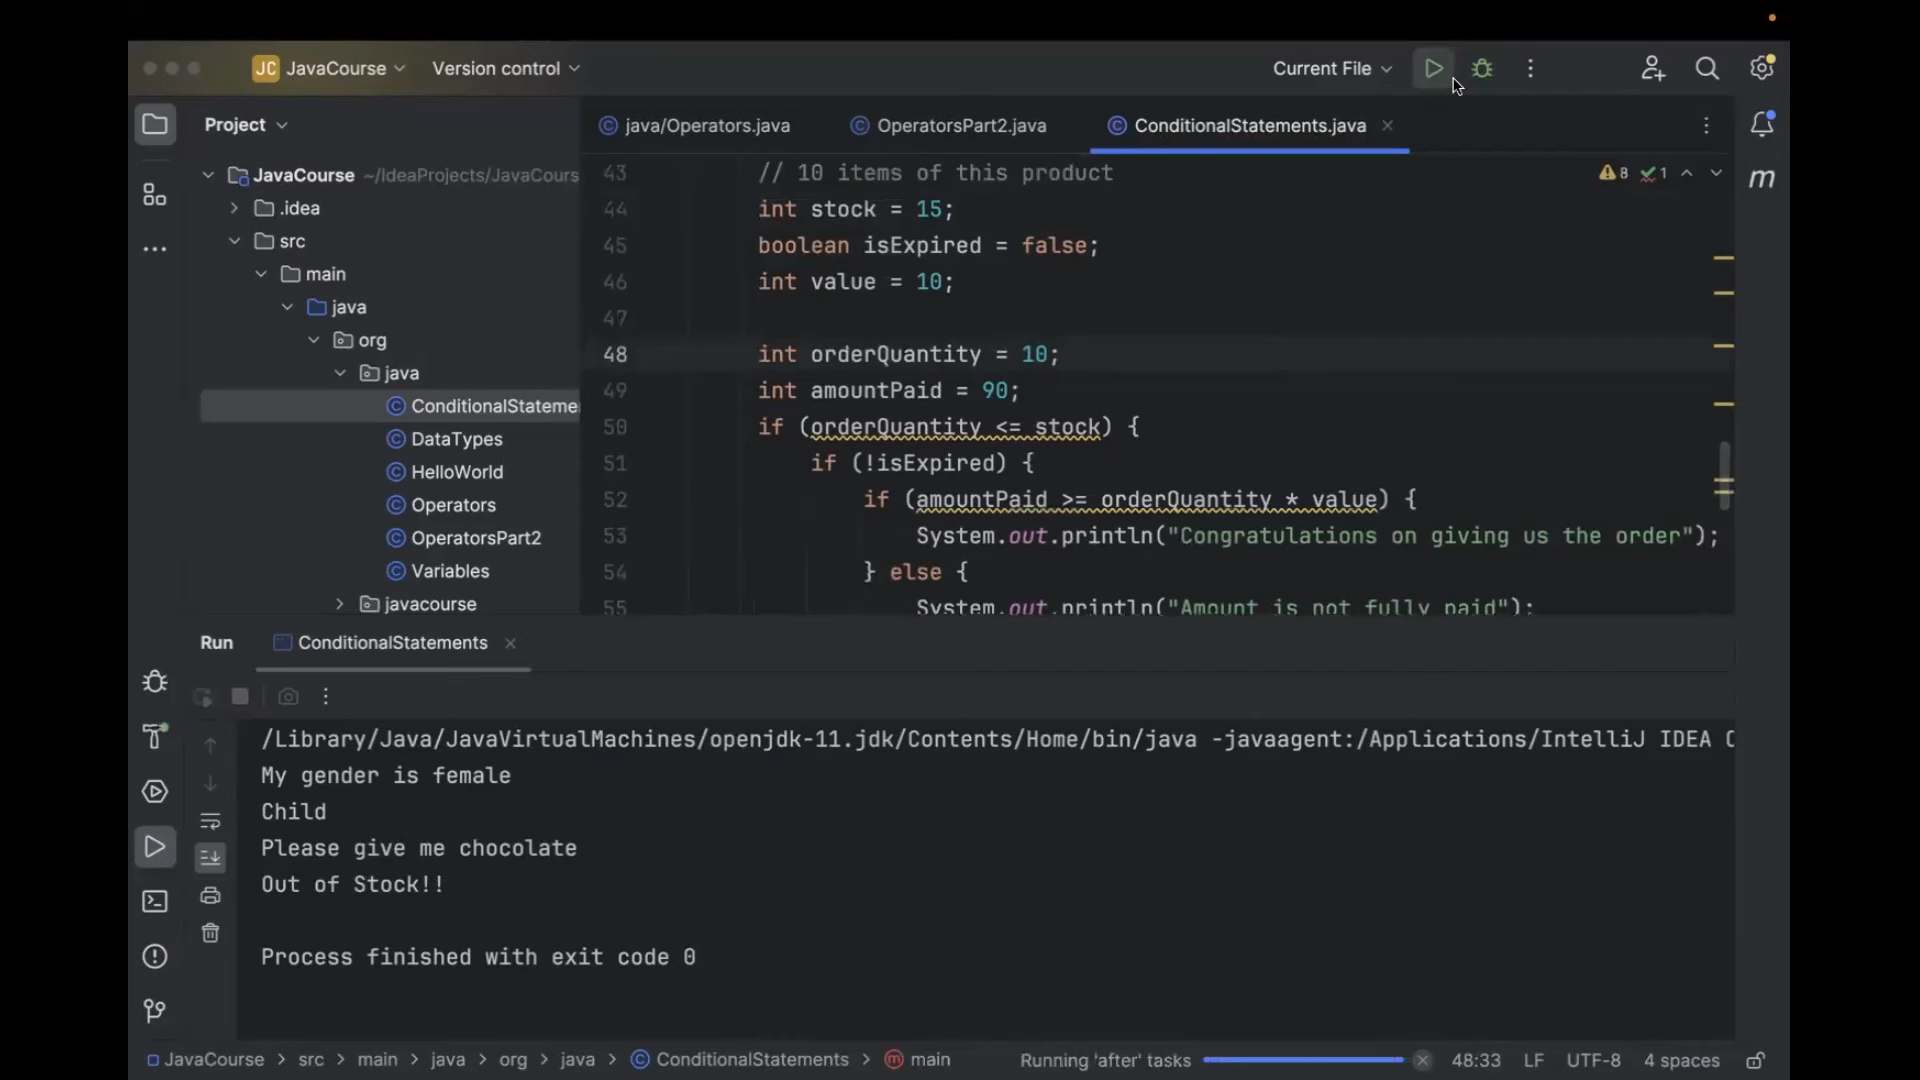 JC JavaCourse Version control Current File
Project java/Operators.java OperatorsPart2.java ConditionalStatements.java
JavaCourse ~/IdeaProjects/JavaCours
.idea
src
main
java
org
java
ConditionalStateme
DataTypes
HelloWorld
Operators
OperatorsPart2
Variables
javacourse
8 1
m
43 // 10 items of this product
44 int stock = 15;
45 boolean isExpired = false;
46 int value = 10;
47
48 int orderQuantity = 10;
49 int amountPaid = 90;
50 if (orderQuantity <= stock) {
51 if (!isExpired) {
52 if (amountPaid >= orderQuantity * value) {
53 System.out.println("Congratulations on giving us the order");
54 } else {
55 System.out.println("Amount is not fully paid");
Run ConditionalStatements
/Library/Java/JavaVirtualMachines/openjdk-11.jdk/Contents/Home/bin/java -javaagent:/Applications/IntelliJ IDEA C
My gender is female
Child
Please give me chocolate
Out of Stock!!
Process finished with exit code 0
JavaCourse > src > main > java > org > java > ConditionalStatements > m main Running 'after' tasks 48:33 LF UTF-8 4 spaces